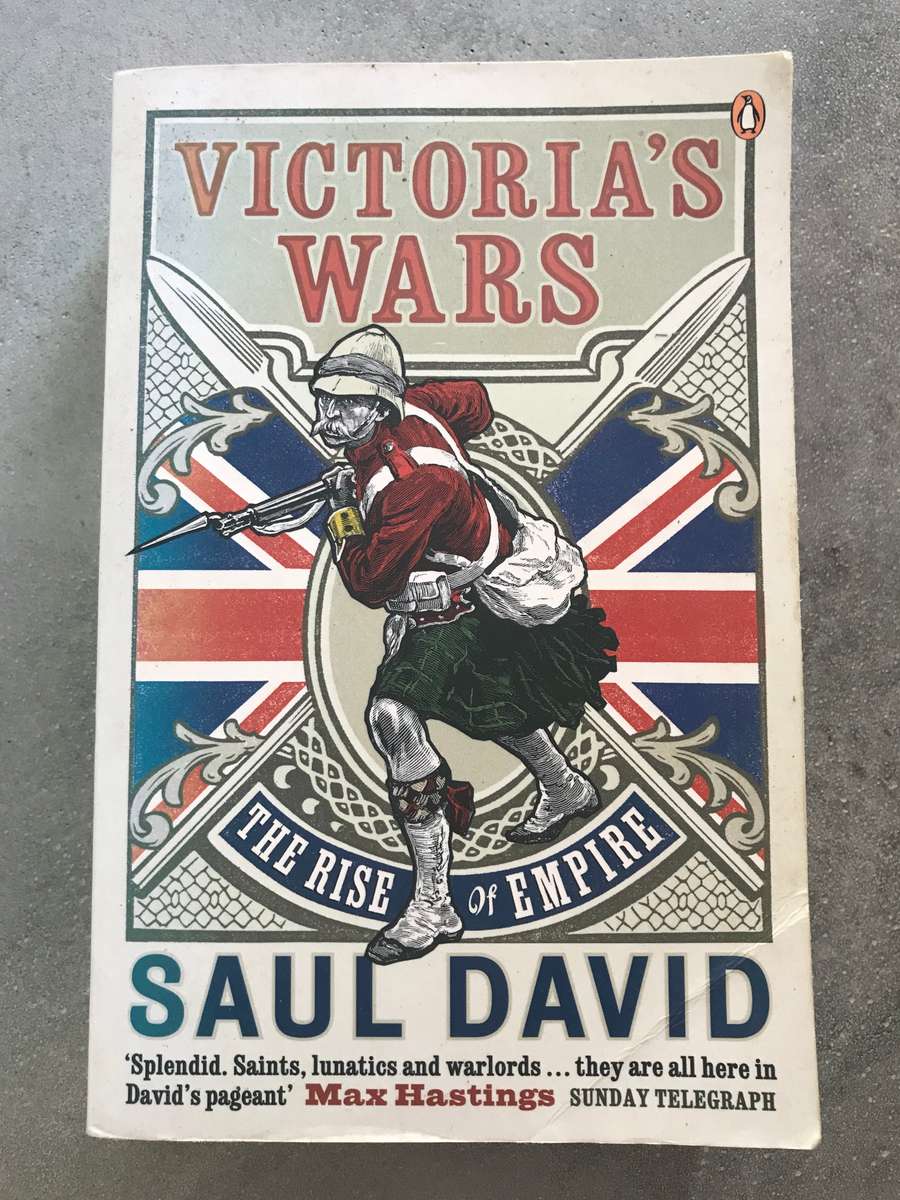 VICTORIA'S
WARS
THE RISE Of EMPIRE
SAUL DAVID
'Splendid. Saints, lunatics and warlords ... they are all here in
David's pageant' Max Hastings SUNDAY TELEGRAPH